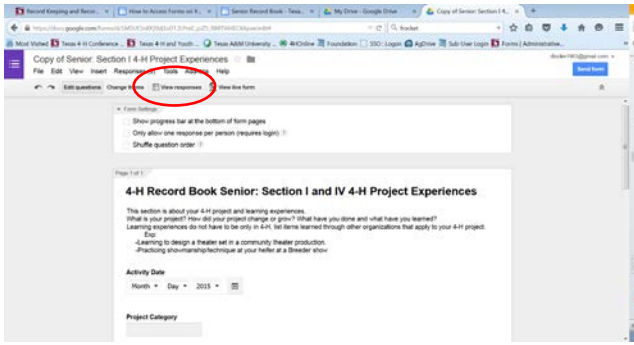 Record Keeping and Recor...
How to Access Forms on K...
Senior Record Book - Texa...
My Drive - Google Drive
Copy of Senior: Section I 4...
Most Visited
Texas 4-H Conference ...
Texas 4-H and Youth ...
Texas A&M University ...
4HOnline
Foundation
SSO: Logon
AgDrive
Sub User Login
Forms | Administrative...
Copy of Senior: Section I 4-H Project Experiences
File Edit View Insert Responses Tools Add-ons Help
Send form
Edit questions Change theme View responses View live form
Form Settings
Show progress bar at the bottom of form pages
Only allow one response per person (requires login)
Shuffle question order
Page 1 of 1
4-H Record Book Senior: Section I and IV 4-H Project Experiences
This section is about your 4-H project and learning experiences.
What is your project? How did your project change or grow? What have you done and what have you learned?
Learning experiences do not have to be only in 4-H, list items learned through other organizations that apply to your 4-H project.
Exp:
-Learning to design a theater set in a community theater production.
-Practicing showmanship/technique at your heifer at a Breeder show
Activity Date
Month Day 2015
Project Category